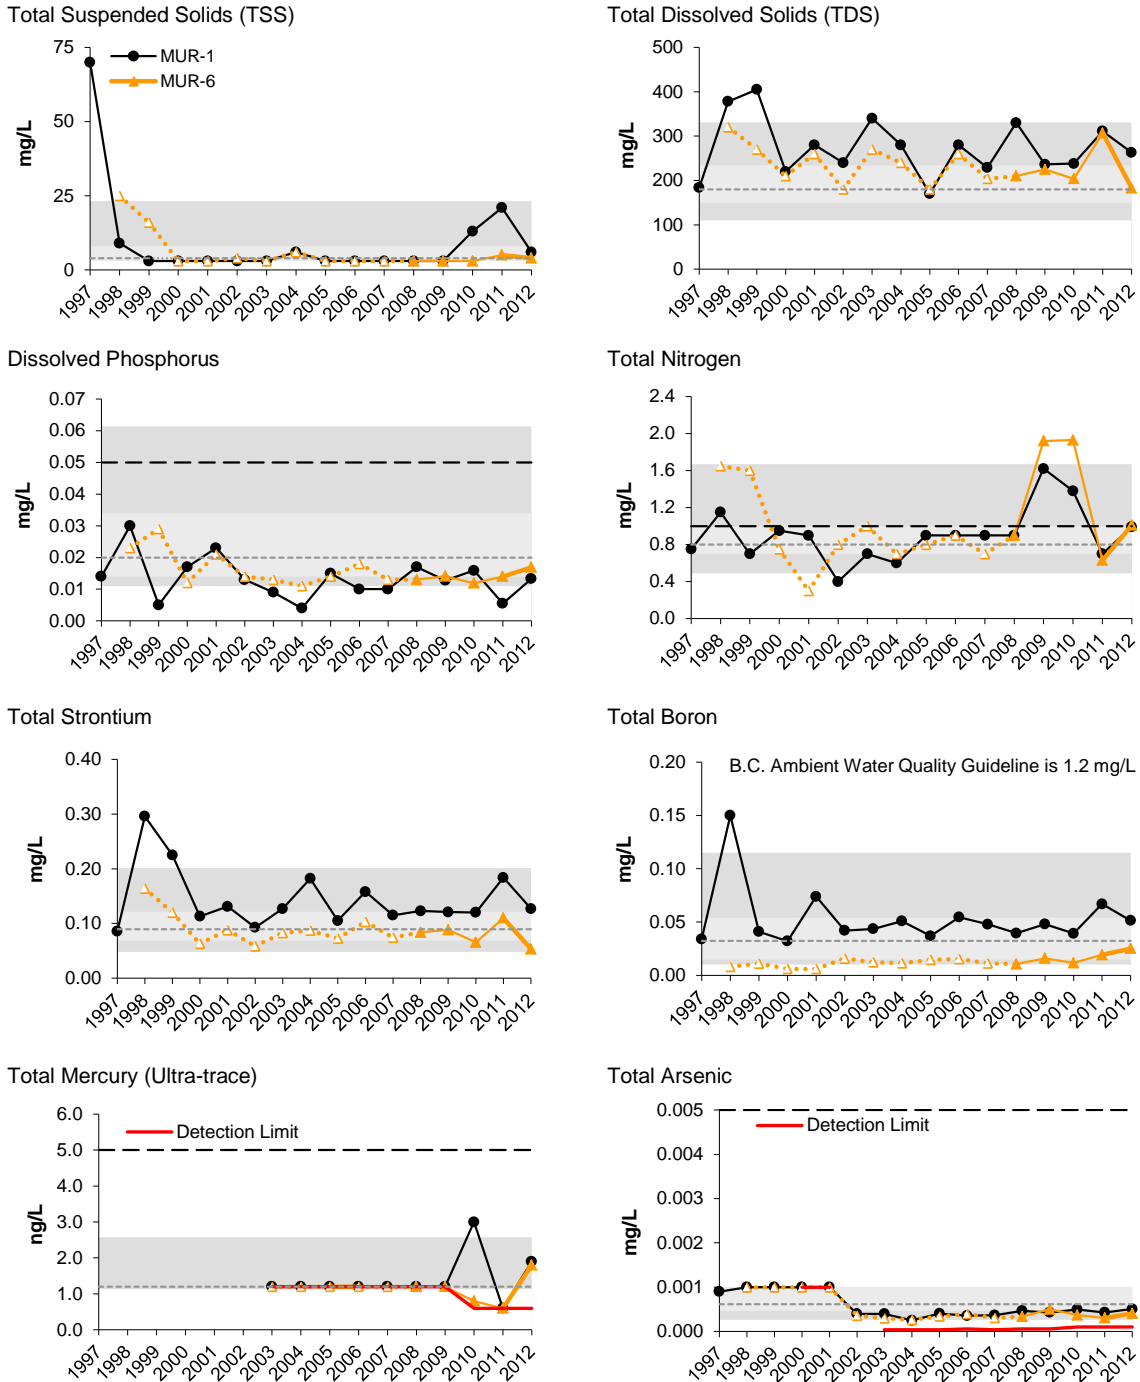 Total Suspended Solids (TSS)
75
50
25
0
mg/L
MUR-1
MUR-6
1997 1998 1999 2000 2001 2002 2003 2004 2005 2006 2007 2008 2009 2010 2011 2012
Total Dissolved Solids (TDS)
500
400
300
200
100
0
mg/L
1997 1998 1999 2000 2001 2002 2003 2004 2005 2006 2007 2008 2009 2010 2011 2012
Dissolved Phosphorus
0.07
0.06
0.05
0.04
0.03
0.02
0.01
0.00
mg/L
1997 1998 1999 2000 2001 2002 2003 2004 2005 2006 2007 2008 2009 2010 2011 2012
Total Nitrogen
2.4
2.0
1.6
1.2
0.8
0.4
0.0
mg/L
1997 1998 1999 2000 2001 2002 2003 2004 2005 2006 2007 2008 2009 2010 2011 2012
Total Strontium
0.40
0.30
0.20
0.10
0.00
mg/L
1997 1998 1999 2000 2001 2002 2003 2004 2005 2006 2007 2008 2009 2010 2011 2012
Total Boron
0.20
0.15
0.10
0.05
0.00
mg/L
B.C. Ambient Water Quality Guideline is 1.2 mg/L
1997 1998 1999 2000 2001 2002 2003 2004 2005 2006 2007 2008 2009 2010 2011 2012
Total Mercury (Ultra-trace)
6.0
5.0
4.0
3.0
2.0
1.0
0.0
ng/L
Detection Limit
1997 1998 1999 2000 2001 2002 2003 2004 2005 2006 2007 2008 2009 2010 2011 2012
Total Arsenic
0.005
0.004
0.003
0.002
0.001
0.000
mg/L
Detection Limit
1997 1998 1999 2000 2001 2002 2003 2004 2005 2006 2007 2008 2009 2010 2011 2012